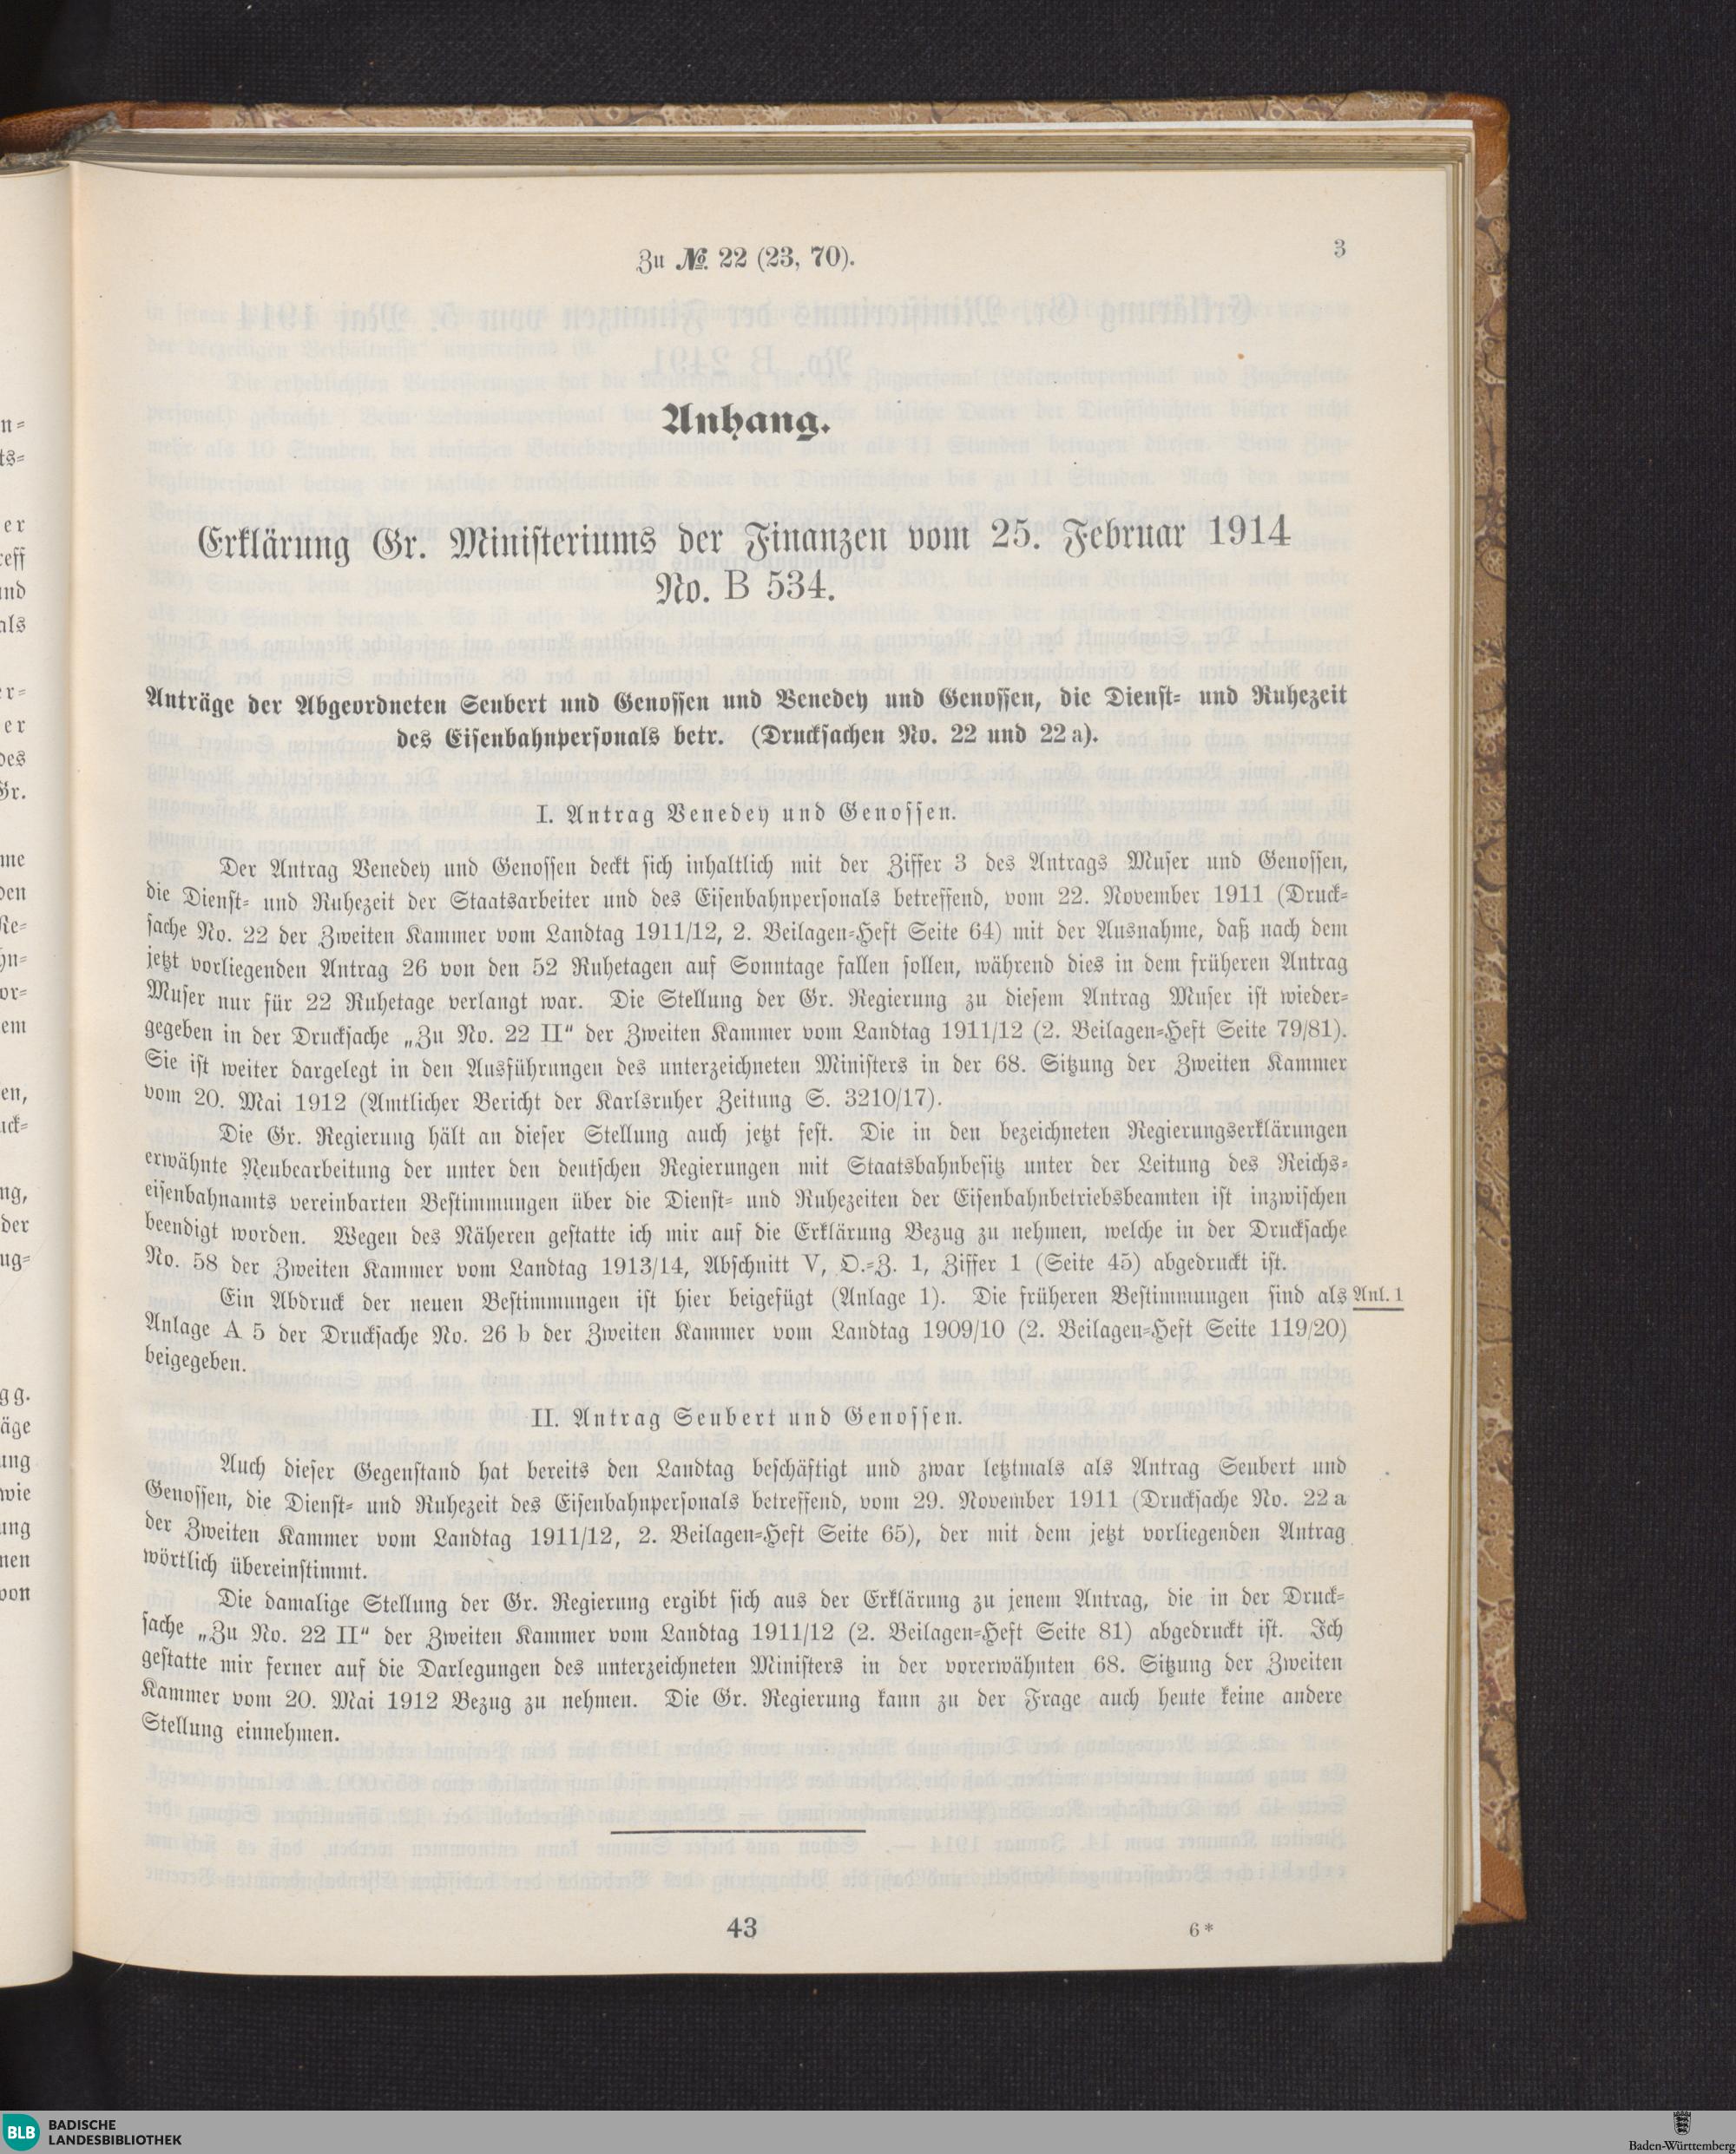 Zu №. 22 (23, 70).
3
Anhang.
Erklärung Gr. Ministeriums der Finanzen vom 25. Februar 1914
No. B 534.
Anträge der Abgeordneten Seubert und Genossen und Venedey und Genossen, die Dienst- und Ruhezeit
des Eisenbahnpersonals betr. (Drucksachen No. 22 und 22 a).
I. Antrag Venedey und Genossen.
Der Antrag Venedey und Genossen deckt sich inhaltlich mit der Ziffer 3 des Antrags Muser und Genossen,
die Dienst- und Ruhezeit der Staatsarbeiter und des Eisenbahnpersonals betreffend, vom 22. November 1911 (Druck-
sache No. 22 der Zweiten Kammer vom Landtag 1911/12, 2. Beilagen-Heft Seite 64) mit der Ausnahme, daß nach dem
jetzt vorliegenden Antrag 26 von den 52 Ruhetagen auf Sonntage fallen sollen, während dies in dem früheren Antrag
Muser nur für 22 Ruhetage verlangt war. Die Stellung der Gr. Regierung zu diesem Antrag Muser ist wieder-
gegeben in der Drucksache „Zu No. 22 II“ der Zweiten Kammer vom Landtag 1911/12 (2. Beilagen-Heft Seite 79/81).
Sie ist weiter dargelegt in den Ausführungen des unterzeichneten Ministers in der 68. Sitzung der Zweiten Kammer
vom 20. Mai 1912 (Amtlicher Bericht der Karlsruher Zeitung S. 3210/17).
Die Gr. Regierung hält an dieser Stellung auch jetzt fest. Die in den bezeichneten Regierungserklärungen
erwähnte Neubearbeitung der unter den deutschen Regierungen mit Staatsbahnbesitz unter der Leitung des Reichs-
eisenbahnamts vereinbarten Bestimmungen über die Dienst- und Ruhezeiten der Eisenbahnbetriebsbeamten ist inzwischen
beendigt worden. Wegen des Näheren gestatte ich mir auf die Erklärung Bezug zu nehmen, welche in der Drucksache
No. 58 der Zweiten Kammer vom Landtag 1913/14, Abschnitt V, O.-Z. 1, Ziffer 1 (Seite 45) abgedruckt ist.
Ein Abdruck der neuen Bestimmungen ist hier beigefügt (Anlage 1). Die früheren Bestimmungen sind als Anl. 1
Anlage A 5 der Drucksache No. 26 b der Zweiten Kammer vom Landtag 1909/10 (2. Beilagen-Heft Seite 119/20)
beigegeben.
II. Antrag Seubert und Genossen.
Auch dieser Gegenstand hat bereits den Landtag beschäftigt und zwar letztmals als Antrag Seubert und
Genossen, die Dienst- und Ruhezeit des Eisenbahnpersonals betreffend, vom 29. November 1911 (Drucksache No. 22 a
der Zweiten Kammer vom Landtag 1911/12, 2. Beilagen-Heft Seite 65), der mit dem jetzt vorliegenden Antrag
wörtlich übereinstimmt.
Die damalige Stellung der Gr. Regierung ergibt sich aus der Erklärung zu jenem Antrag, die in der Druck-
sache „Zu No. 22 II“ der Zweiten Kammer vom Landtag 1911/12 (2. Beilagen-Heft Seite 81) abgedruckt ist. Ich
gestatte mir ferner auf die Darlegungen des unterzeichneten Ministers in der vorerwähnten 68. Sitzung der Zweiten
Kammer vom 20. Mai 1912 Bezug zu nehmen. Die Gr. Regierung kann zu der Frage auch heute keine andere
Stellung einnehmen.
43
6*
BLB BADISCHE
LANDESBIBLIOTHEK
Baden-Württemberg